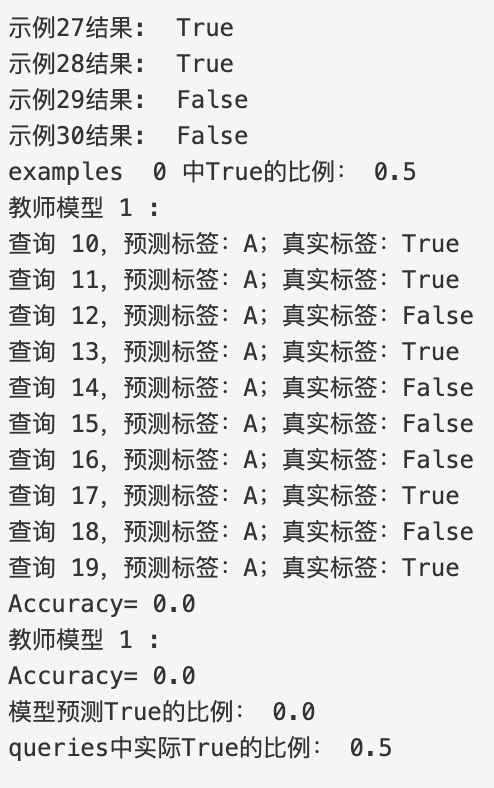 示例27结果:  True
示例28结果:  True
示例29结果:  False
示例30结果:  False
examples  0 中True的比例： 0.5
教师模型 1 :
查询 10，预测标签：A；真实标签：True
查询 11，预测标签：A；真实标签：True
查询 12，预测标签：A；真实标签：False
查询 13，预测标签：A；真实标签：True
查询 14，预测标签：A；真实标签：False
查询 15，预测标签：A；真实标签：False
查询 16，预测标签：A；真实标签：False
查询 17，预测标签：A；真实标签：True
查询 18，预测标签：A；真实标签：False
查询 19，预测标签：A；真实标签：True
Accuracy= 0.0
教师模型 1 :
Accuracy= 0.0
模型预测True的比例： 0.0
queries中实际True的比例： 0.5